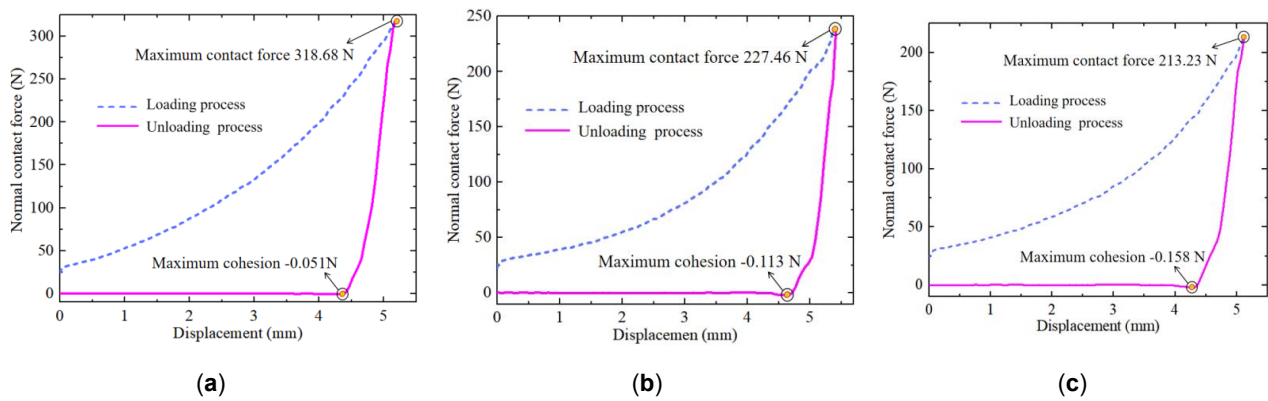 300
250
200
150
100
50
0
Normal contact force (N)
Maximum contact force 318.68 N
Loading process
Unloading process
Maximum cohesion -0.051N
0 1 2 3 4 5
Displacement (mm)
(a)
250
200
150
100
50
0
Normal contact force (N)
Maximum contact force 227.46 N
Loading process
Unloading process
Maximum cohesion -0.113 N
0 1 2 3 4 5
Displacemen (mm)
(b)
200
150
100
50
0
Normal contact force (N)
Maximum contact force 213.23 N
Loading process
Unloading process
Maximum cohesion -0.158 N
0 1 2 3 4 5
Displacement (mm)
(c)